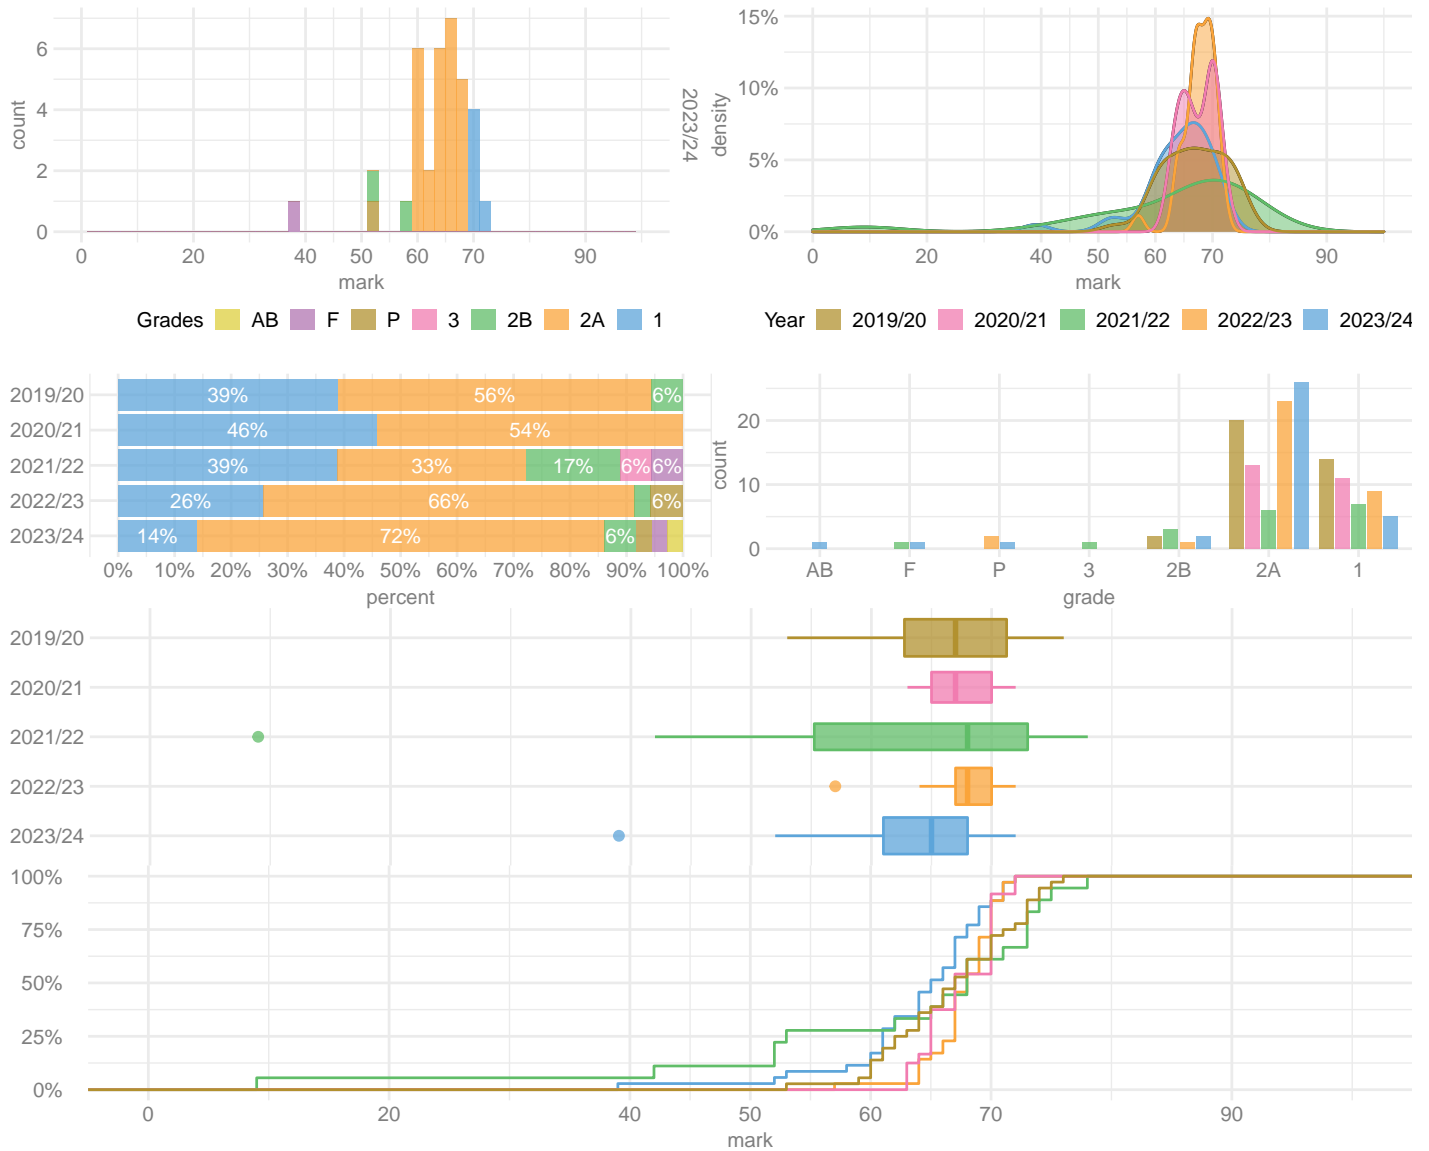 6
4
2
0
count
0 20 40 50 60 70 90
mark
2023/24
Grades AB F P 3 2B 2A 1
15%
10%
5%
0%
density
0 20 40 50 60 70 90
mark
Year 2019/20 2020/21 2021/22 2022/23 2023/24
2019/20 39% 56% 6%
2020/21 46% 54%
2021/22 39% 33% 17% 6% 6%
2022/23 26% 66% 6%
2023/24 14% 72% 6%
0% 10% 20% 30% 40% 50% 60% 70% 80% 90% 100%
percent
20
10
0
count
AB F P 3 2B 2A 1
grade
2019/20
2020/21
2021/22
2022/23
2023/24
100%
75%
50%
25%
0%
0 20 40 50 60 70 90
mark